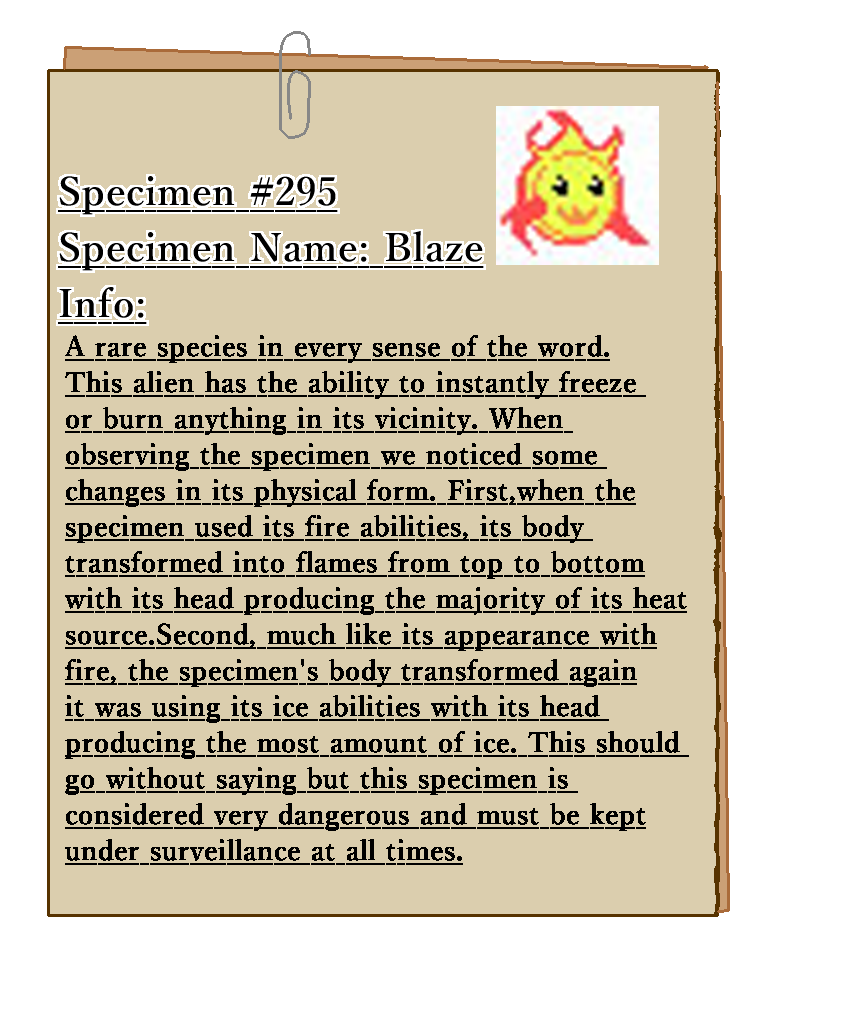 Specimen #295
Specimen Name: Blaze
Info:
A rare species in every sense of the word.
This alien has the ability to instantly freeze
or burn anything in its vicinity. When
observing the specimen we noticed some
changes in its physical form. First,when the
specimen used its fire abilities, its body
transformed into flames from top to bottom
with its head producing the majority of its heat
source.Second, much like its appearance with
fire, the specimen's body transformed again
it was using its ice abilities with its head
producing the most amount of ice. This should
go without saying but this specimen is
considered very dangerous and must be kept
under surveillance at all times.